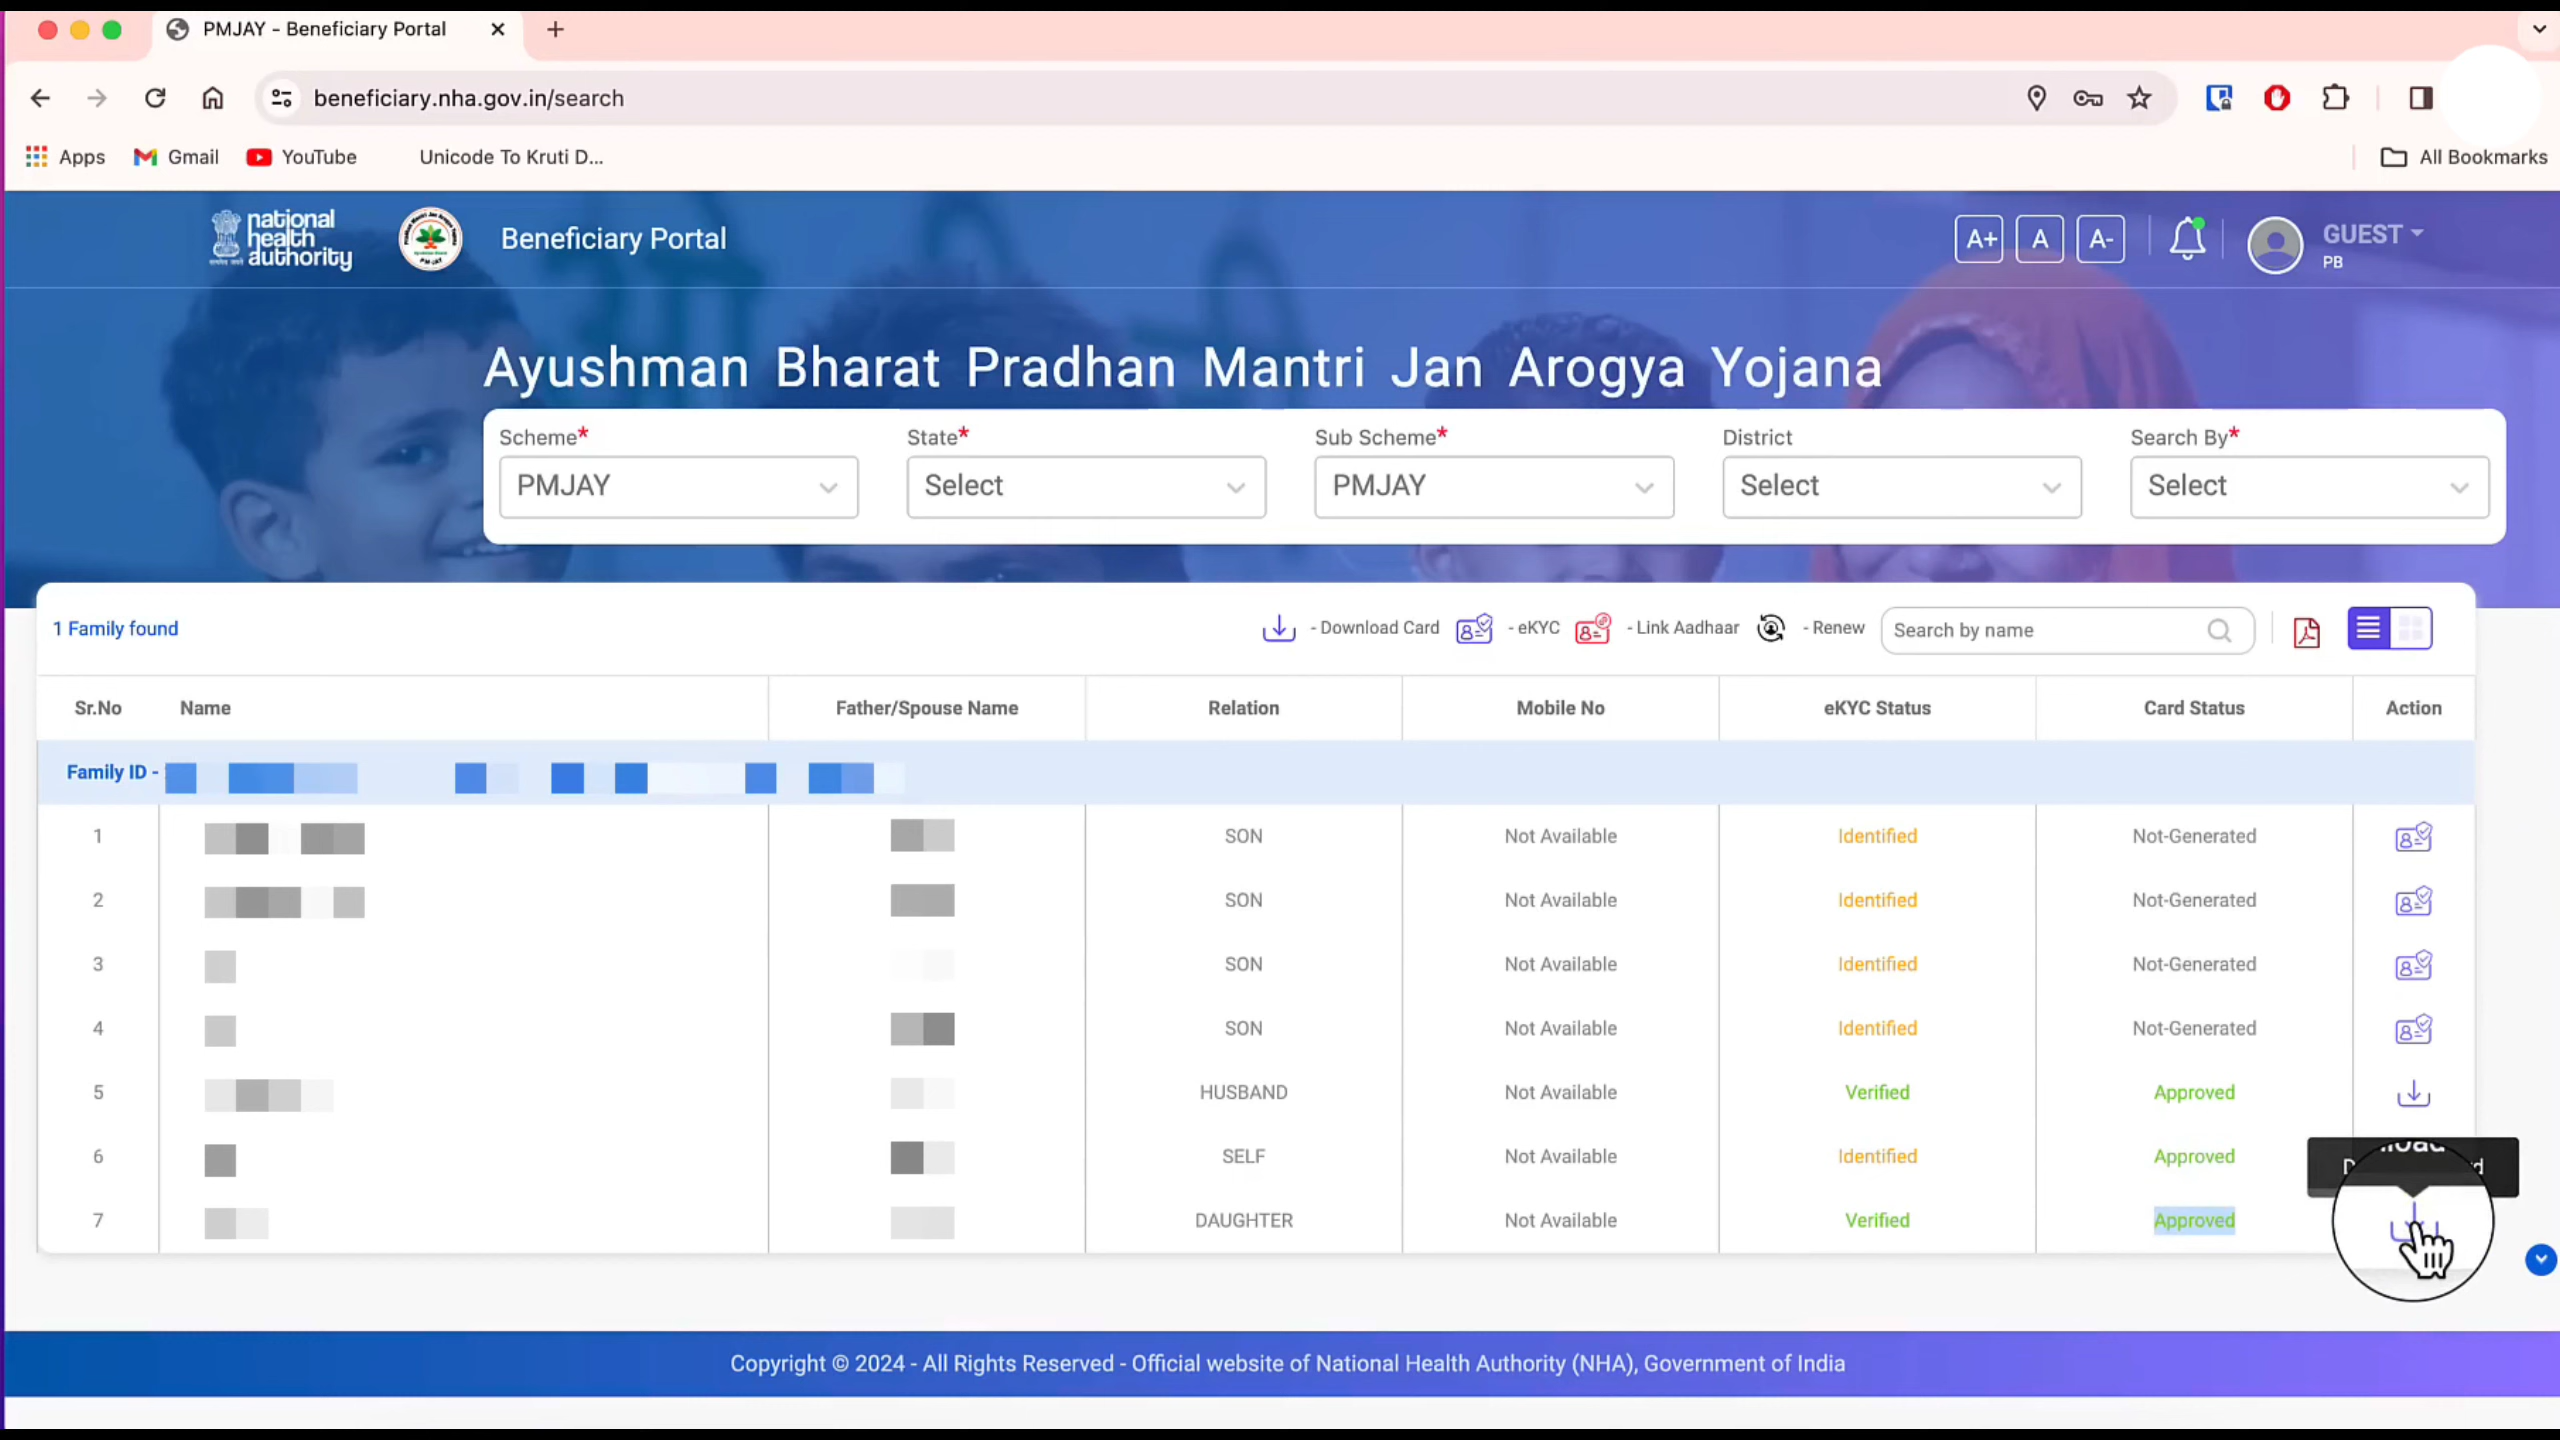 PMJAY - Beneficiary Portal
beneficiary.nha.gov.in/search
Apps Gmail YouTube Unicode To Kruti D... All Bookmarks
national
health
authority
Beneficiary Portal
A+ A A-
GUEST
PB
Ayushman Bharat Pradhan Mantri Jan Arogya Yojana
Scheme* State* Sub Scheme* District Search By*
PMJAY Select PMJAY Select Select
1 Family found - Download Card - eKYC - Link Aadhaar - Renew Search by name
Sr.No Name Father/Spouse Name Relation Mobile No eKYC Status Card Status Action
Family ID -
1 SON Not Available Identified Not-Generated
2 SON Not Available Identified Not-Generated
3 SON Not Available Identified Not-Generated
4 SON Not Available Identified Not-Generated
5 HUSBAND Not Available Verified Approved
6 SELF Not Available Identified Approved
7 DAUGHTER Not Available Verified Approved
Copyright © 2024 - All Rights Reserved - Official website of National Health Authority (NHA), Government of India